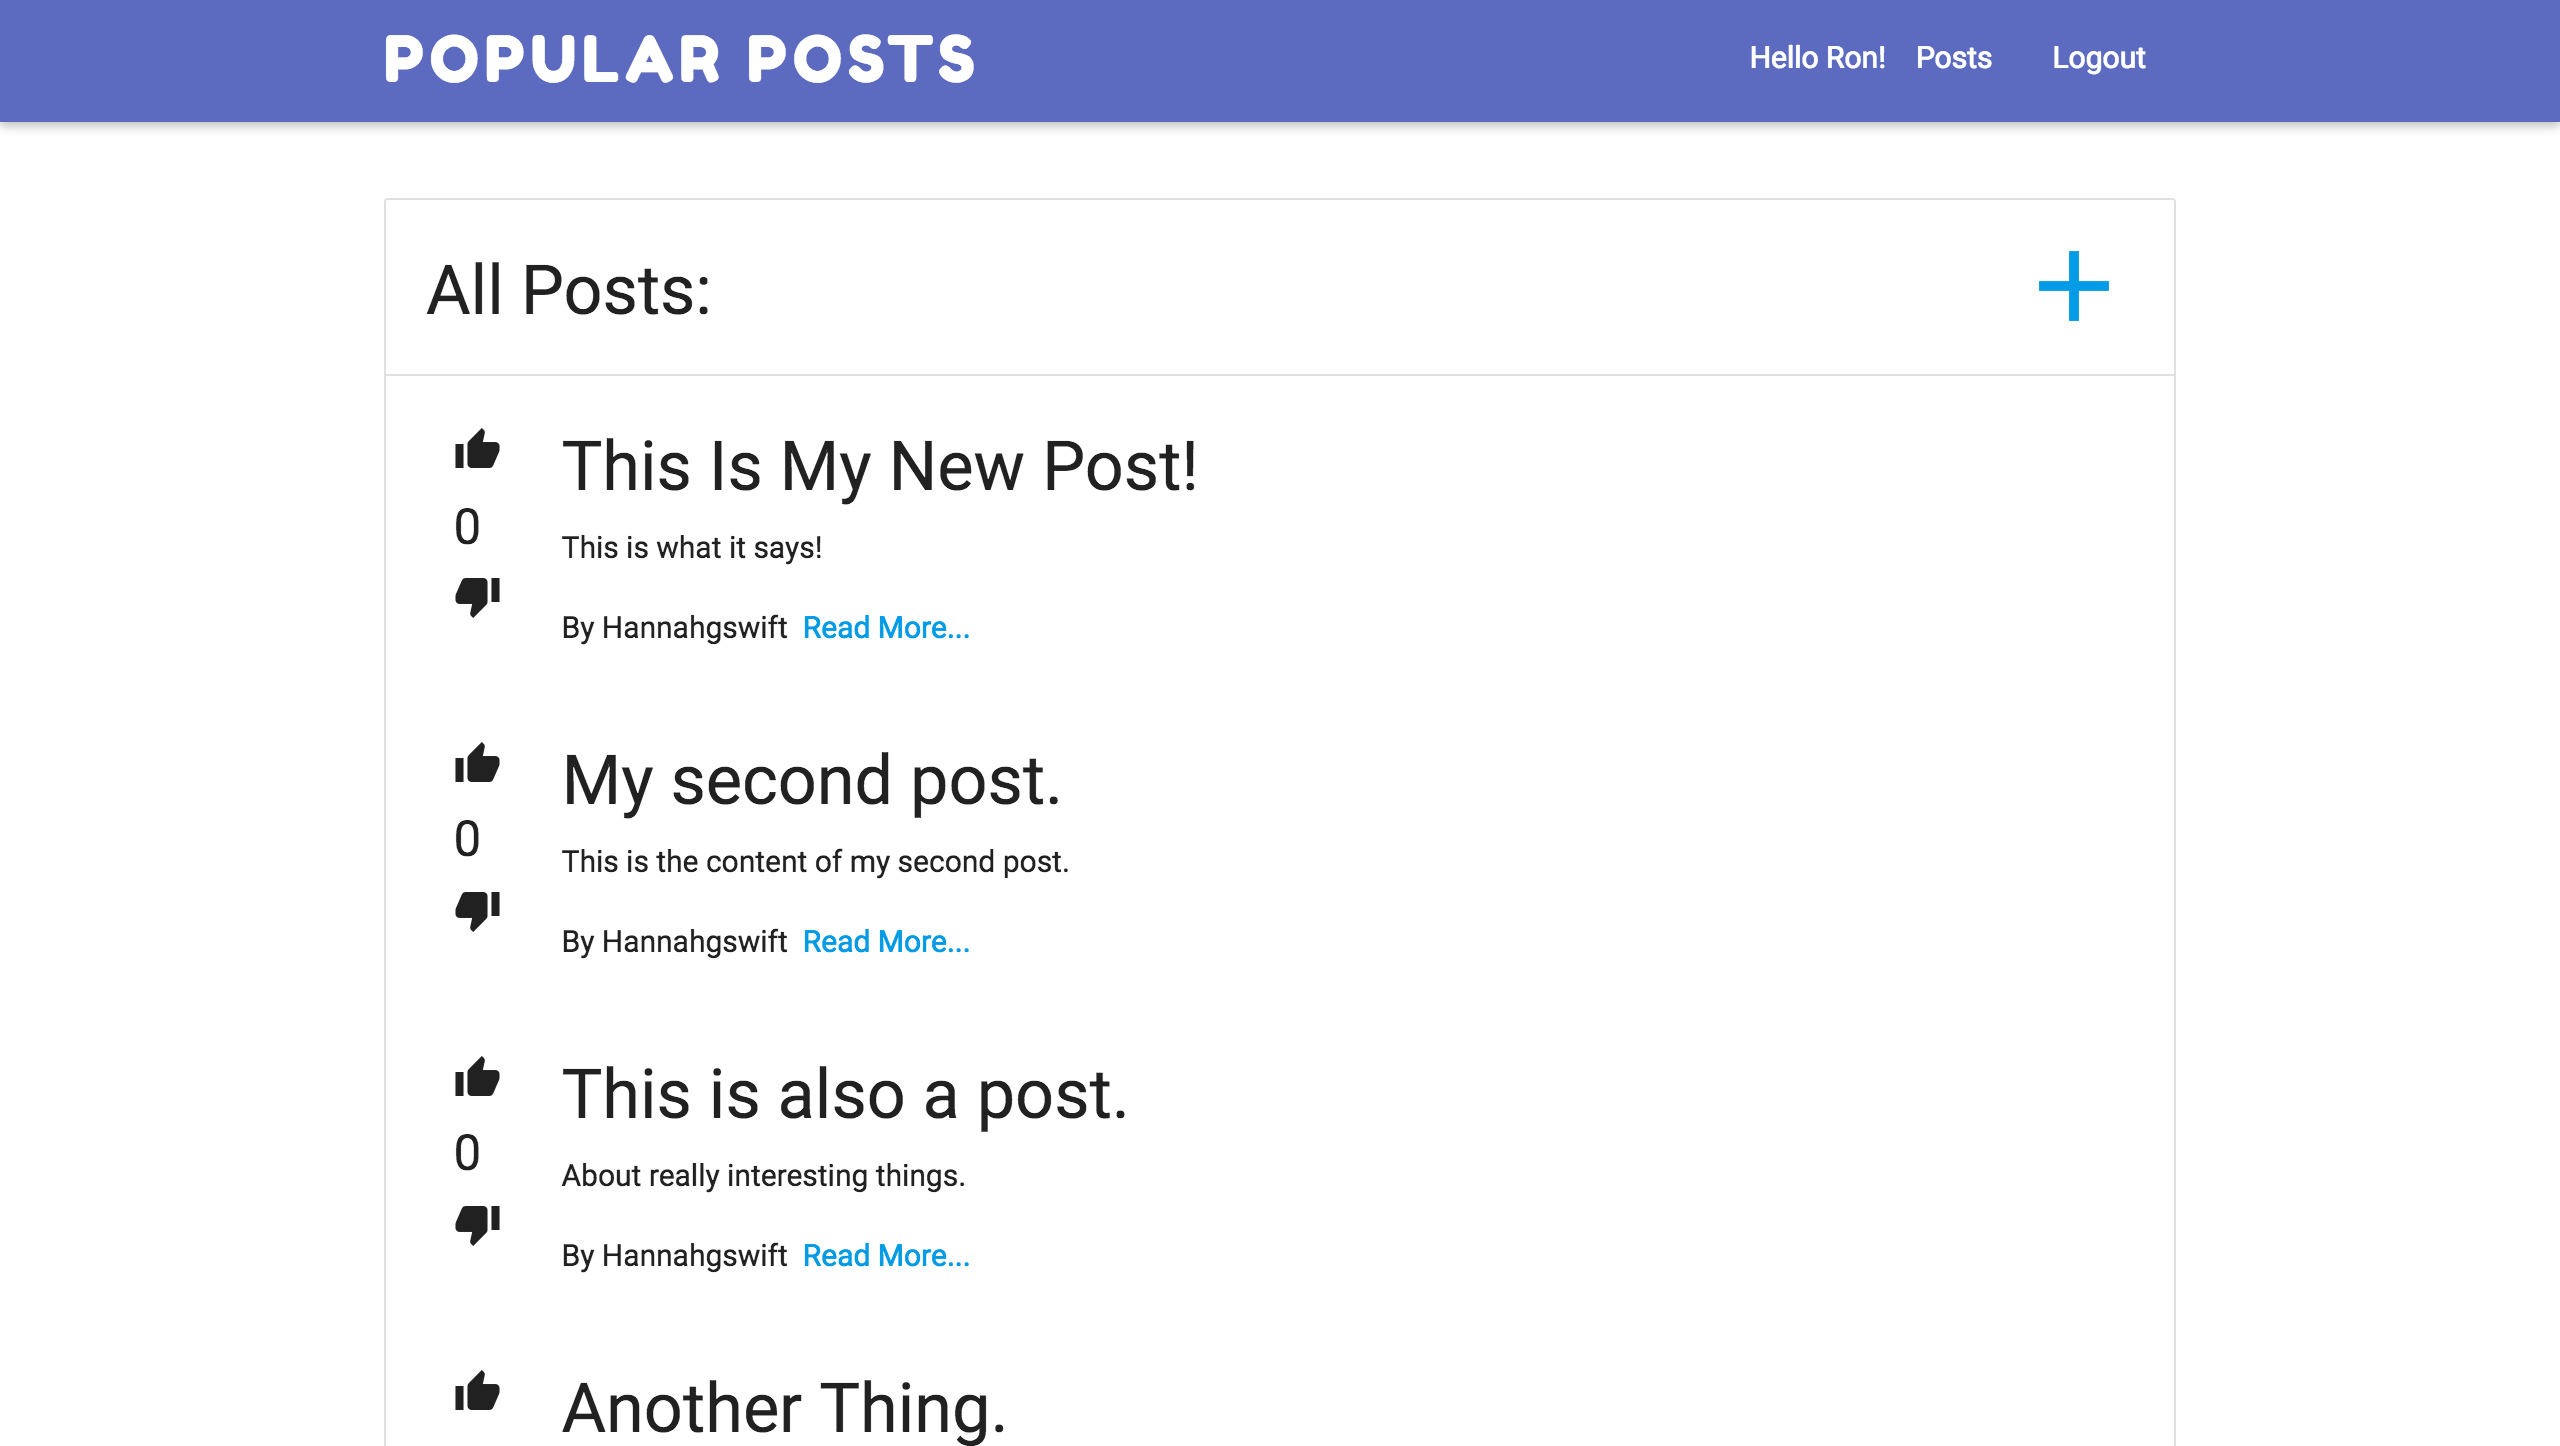 POPULAR POSTS
Hello Ron! Posts Logout
All Posts:
This Is My New Post!
0
This is what it says!
By Hannahgswift Read More...
My second post.
0
This is the content of my second post.
By Hannahgswift Read More...
This is also a post.
0
About really interesting things.
By Hannahgswift Read More...
Another Thing.